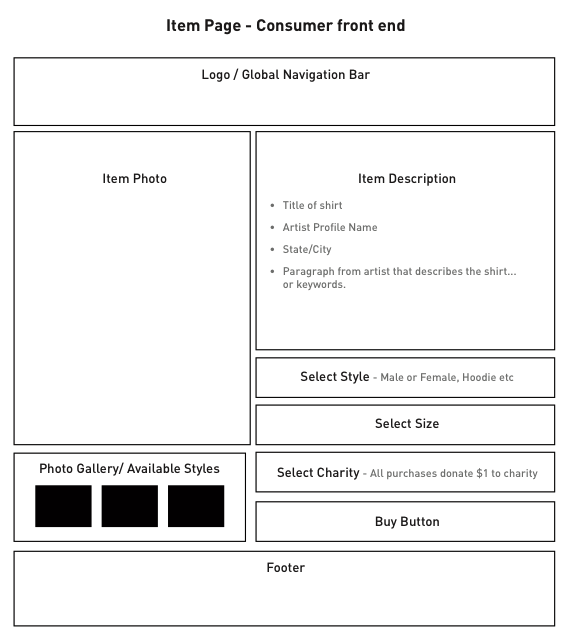 Item Page - Consumer front end
Logo / Global Navigation Bar
Item Photo
Item Description
• Title of shirt
• Artist Profile Name
• State/City
• Paragraph from artist that describes the shirt...
or keywords.
Select Style - Male or Female, Hoodie etc
Select Size
Photo Gallery/ Available Styles
Select Charity - All purchases donate $1 to charity
Buy Button
Footer